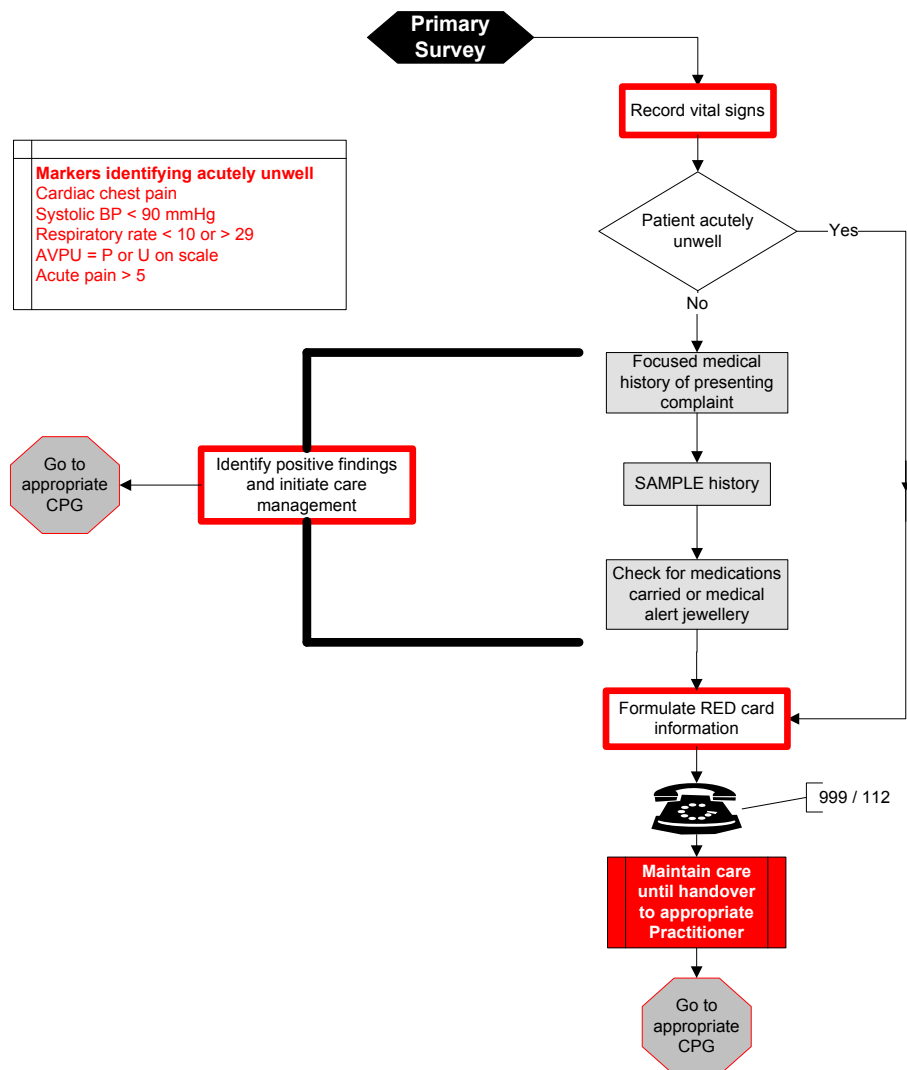 Primary
Survey
Record vital signs
Markers identifying acutely unwell
Cardiac chest pain
Systolic BP < 90 mmHg
Respiratory rate < 10 or > 29
AVPU = P or U on scale
Acute pain > 5
Patient acutely
unwell
Yes
No
Focused medical
history of presenting
complaint
Go to
appropriate
CPG
Identify positive findings
and initiate care
management
SAMPLE history
Check for medications
carried or medical
alert jewellery
Formulate RED card
information
999 / 112
Maintain care
until handover
to appropriate
Practitioner
Go to
appropriate
CPG